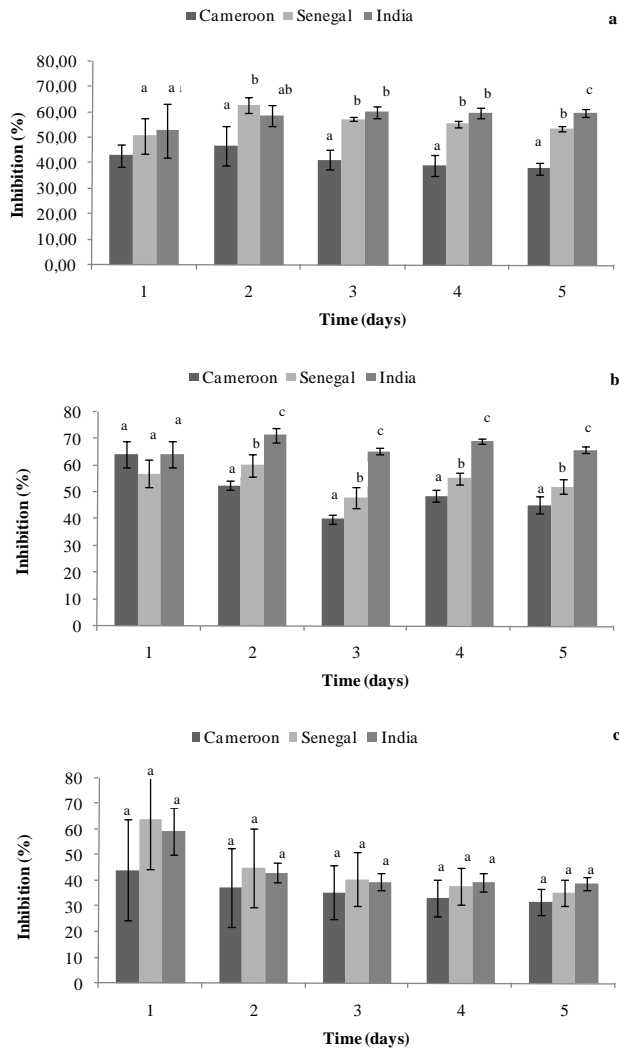 Cameroon Senegal India
a
80,00
70,00
60,00
50,00
40,00
30,00
20,00
10,00
0,00
Inhibition (%)
a a
a b ab
a b b
a b b
a b c
1 2 3 4 5
Time (days)
Cameroon Senegal India
b
80
70
60
50
40
30
20
10
0
Inhibition (%)
a a a
a b c
a b c
a b c
a b c
1 2 3 4 5
Time (days)
Cameroon Senegal India
c
80
70
60
50
40
30
20
10
0
Inhibition (%)
a a a
a a a
a a a
a a a
a a a
1 2 3 4 5
Time (days)